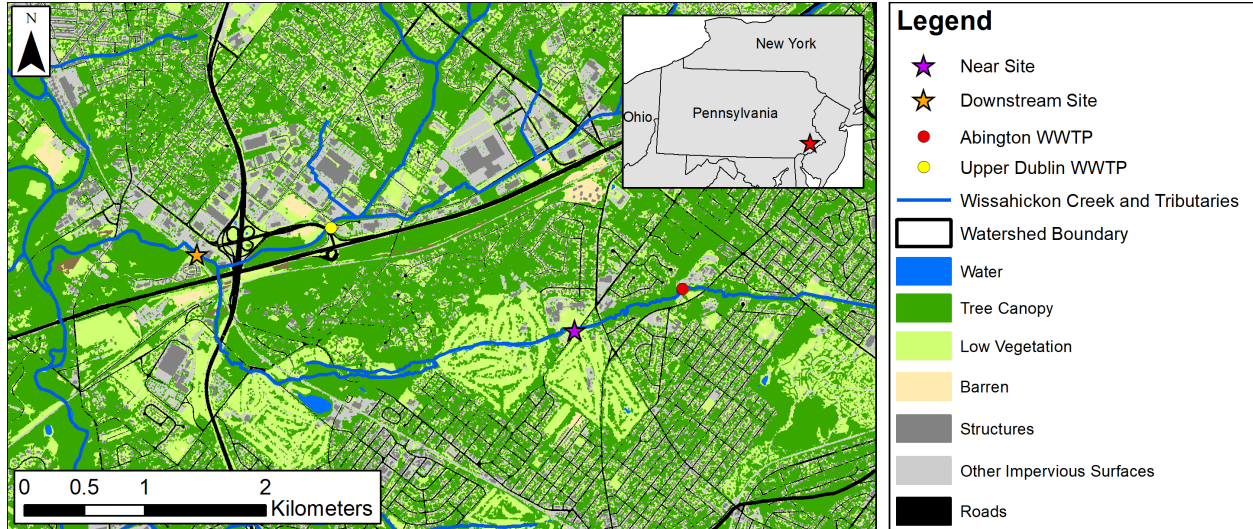 N
New York
Pennsylvania
Ohio
0 0.5 1 2
Kilometers
Legend
Near Site
Downstream Site
Abington WWTP
Upper Dublin WWTP
Wissahickon Creek and Tributaries
Watershed Boundary
Water
Tree Canopy
Low Vegetation
Barren
Structures
Other Impervious Surfaces
Roads